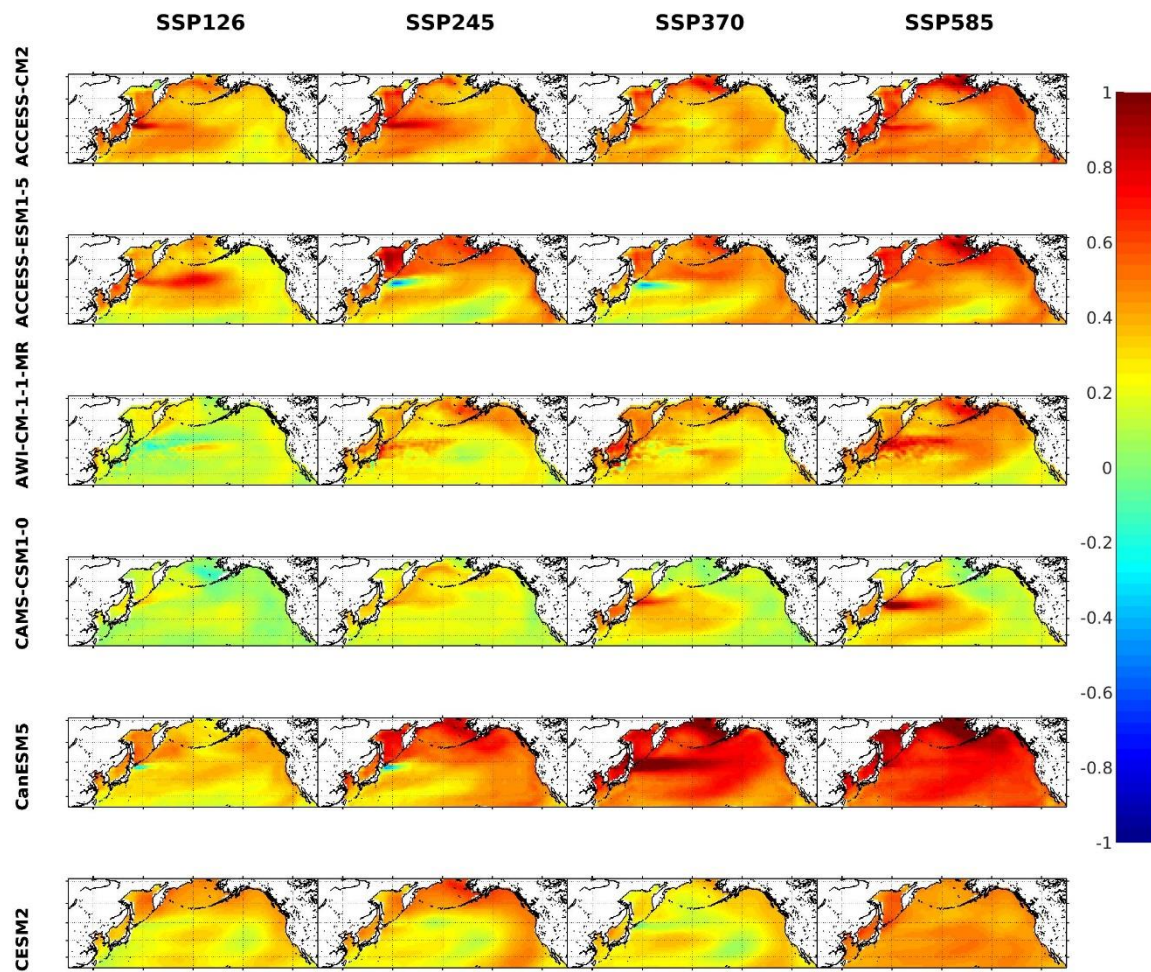 SSP126 SSP245 SSP370 SSP585
ACCESS-CM2
ACCESS-ESM1-5
AWI-CM-1-1-MR
CAMS-CSM1-0
CanESM5
CESM2
1
0.8
0.6
0.4
0.2
0
-0.2
-0.4
-0.6
-0.8
-1